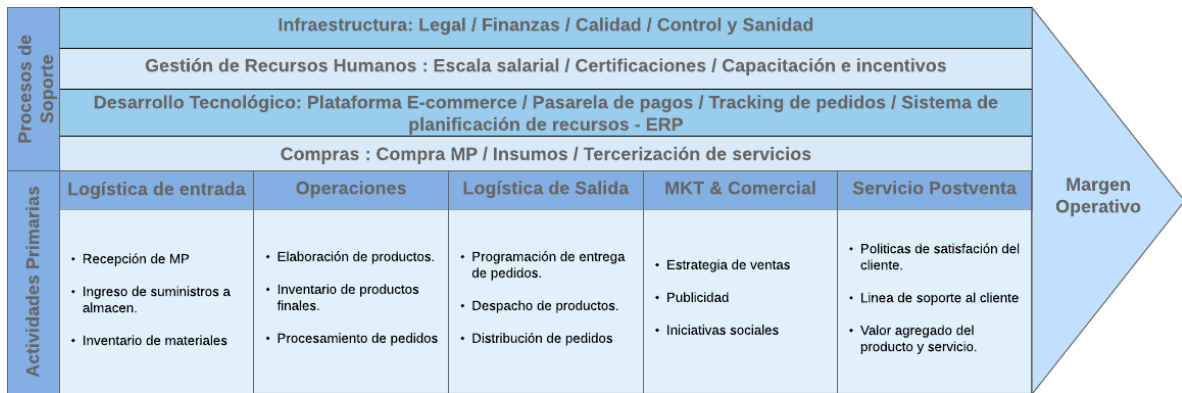 Procesos de
Soporte
Infraestructura: Legal / Finanzas / Calidad / Control y Sanidad
Gestión de Recursos Humanos : Escala salarial / Certificaciones / Capacitación e incentivos
Desarrollo Tecnológico: Plataforma E-commerce / Pasarela de pagos / Tracking de pedidos / Sistema de
planificación de recursos - ERP
Compras : Compra MP / Insumos / Tercerización de servicios
Actividades Primarias
Logística de entrada
• Recepción de MP
• Ingreso de suministros a
almacen.
• Inventario de materiales
Operaciones
• Elaboración de productos.
• Inventario de productos
finales.
• Procesamiento de pedidos
Logística de Salida
• Programación de entrega
de pedidos.
• Despacho de productos.
• Distribución de pedidos
MKT & Comercial
• Estrategia de ventas
• Publicidad
• Iniciativas sociales
Servicio Postventa
• Politicas de satisfacción del
cliente.
• Linea de soporte al cliente
• Valor agregado del
producto y servicio.
Margen
Operativo